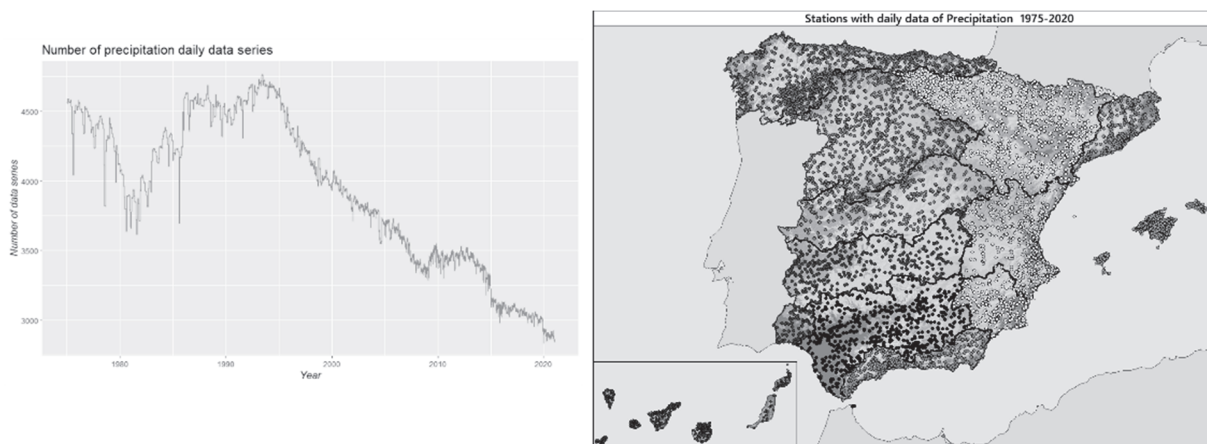 Number of precipitation daily data series
Number of data series
4500
4000
3500
3000
1980
1990
2000
2010
2020
Year
Stations with daily data of Precipitation 1975-2020